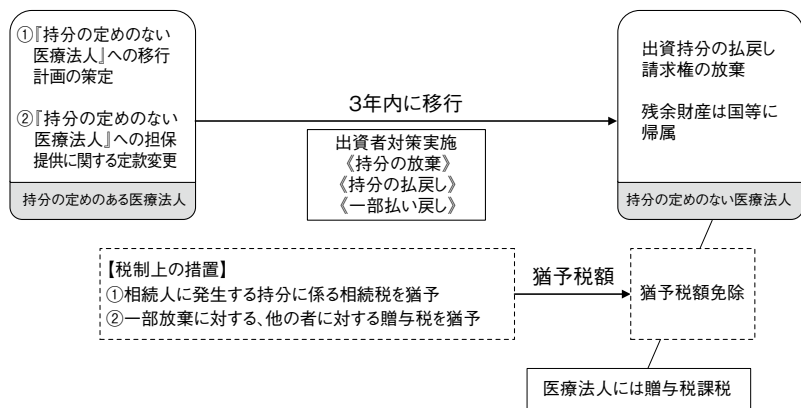 ①『持分の定めのない
医療法人』への移行
計画の策定
②『持分の定めのない
医療法人』への担保
提供に関する定款変更
持分の定めのある医療法人
3年内に移行
出資者対策実施
《持分の放棄》
《持分の払戻し》
《一部払い戻し》
出資持分の払戻し
請求権の放棄
残余財産は国等に
帰属
持分の定めのない医療法人
【税制上の措置】
①相続人に発生する持分に係る相続税を猶予
②一部放棄に対する、他の者に対する贈与税を猶予
猶予税額
猶予税額免除
医療法人には贈与税課税